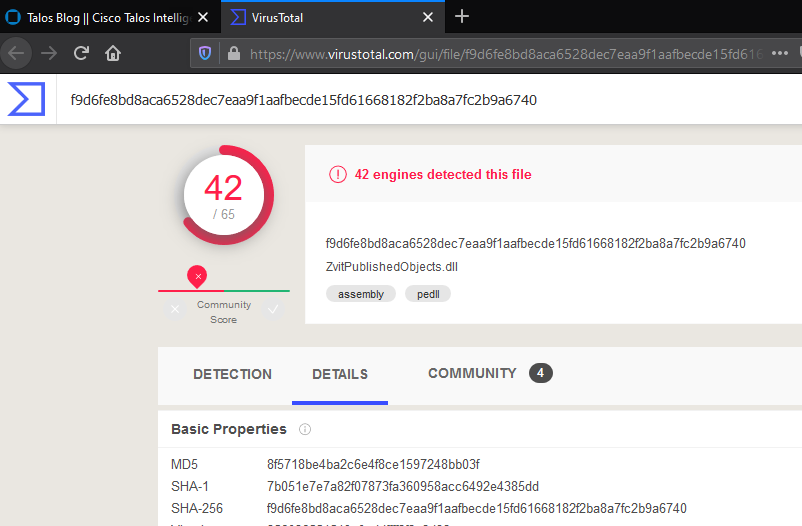 Talos Blog || Cisco Talos Intellig
VirusTotal
https://www.virustotal.com/gui/file/f9d6fe8bd8aca6528dec7eaa9f1aafbecde15fd616
f9d6fe8bd8aca6528dec7eaa9f1aafbecde15fd61668182f2ba8a7fc2b9a6740
42
/ 65
42 engines detected this file
f9d6fe8bd8aca6528dec7eaa9f1aafbecde15fd61668182f2ba8a7fc2b9a6740
ZvitPublishedObjects.dll
assembly pedll
Community
Score
DETECTION DETAILS COMMUNITY 4
Basic Properties
MD5 8f5718be4ba2c6e4f8ce1597248bb03f
SHA-1 7b051e7e7a82f07873fa360958acc6492e4385dd
SHA-256 f9d6fe8bd8aca6528dec7eaa9f1aafbecde15fd61668182f2ba8a7fc2b9a6740